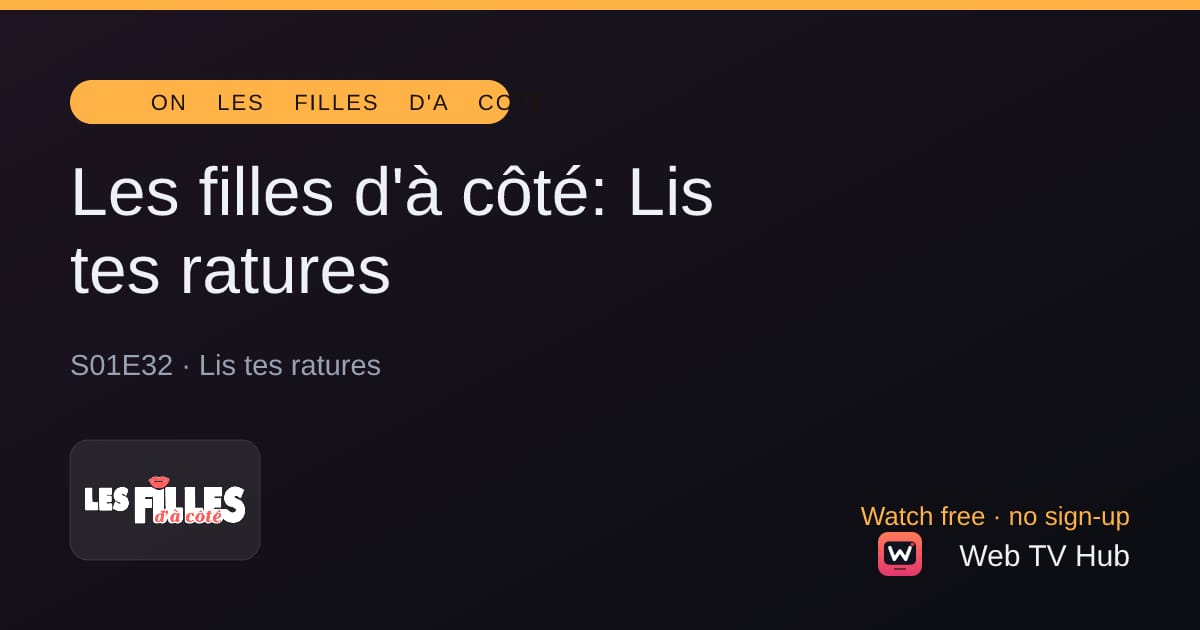 ON LES FILLES D'A CO
Les filles d'à côté: Lis
tes ratures
S01E32 · Lis tes ratures
LES FILLES
d'à côté
Watch free · no sign-up
W
Web TV Hub